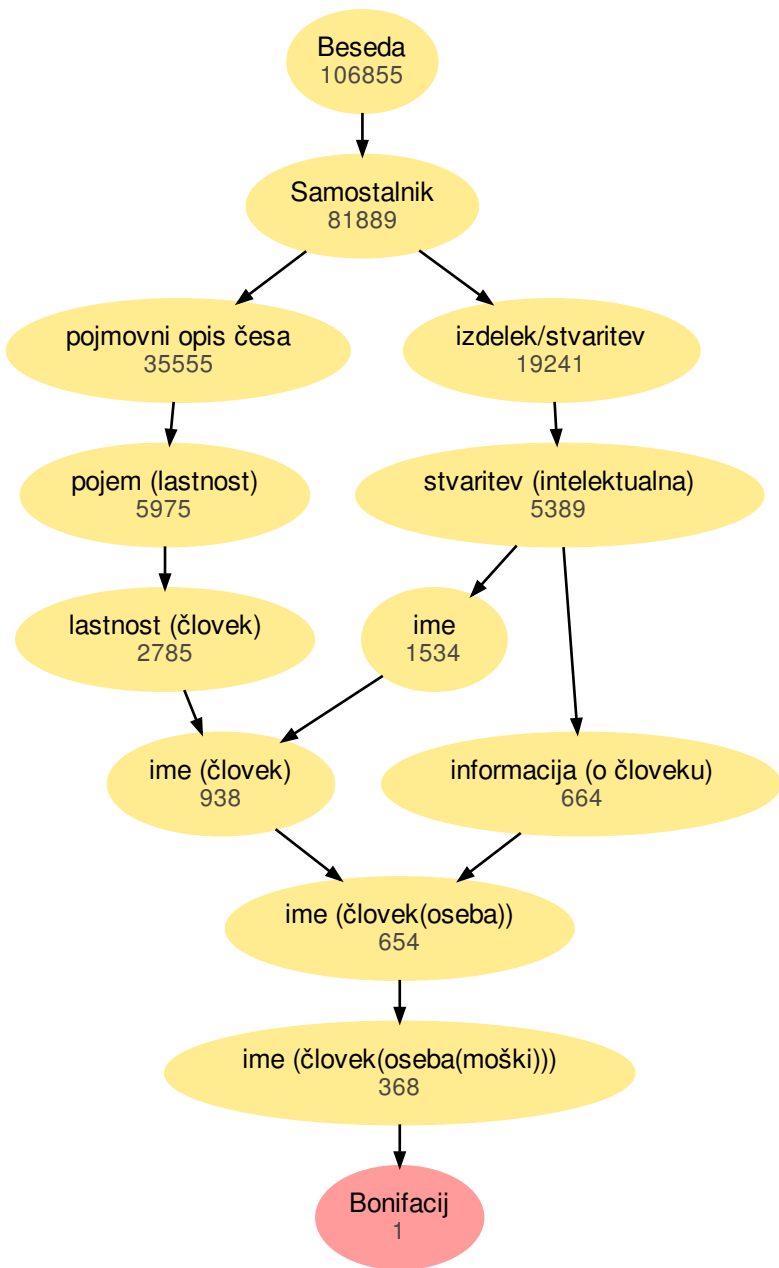 Beseda
106855
Samostalnik
81889
pojmovni opis česa
35555
izdelek/stvaritev
19241
pojem (lastnost)
5975
stvaritev (intelektualna)
5389
lastnost (človek)
2785
ime
1534
ime (človek)
938
informacija (o človeku)
664
ime (človek(oseba))
654
ime (človek(oseba(moški)))
368
Bonifacij
1